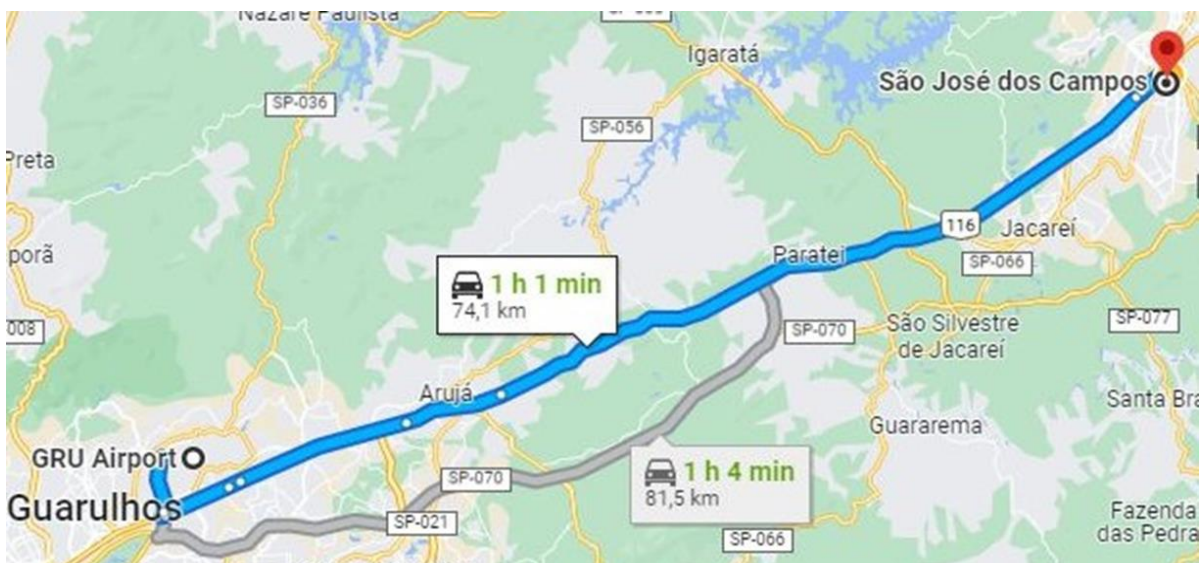 Nazaré Paulista
SP-036
Igaratá
São José dos Campos
SP-056
Preta
116
Jacareí
porã
Paratei
SP-066
1 h 1 min
74,1 km
008
SP-070
São Silvestre
de Jacareí
SP-077
Arujá
Santa Bra
Guararema
GRU Airport
SP-070
1 h 4 min
81,5 km
Guarulhos
SP-021
Fazenda
das Pedra
SP-066